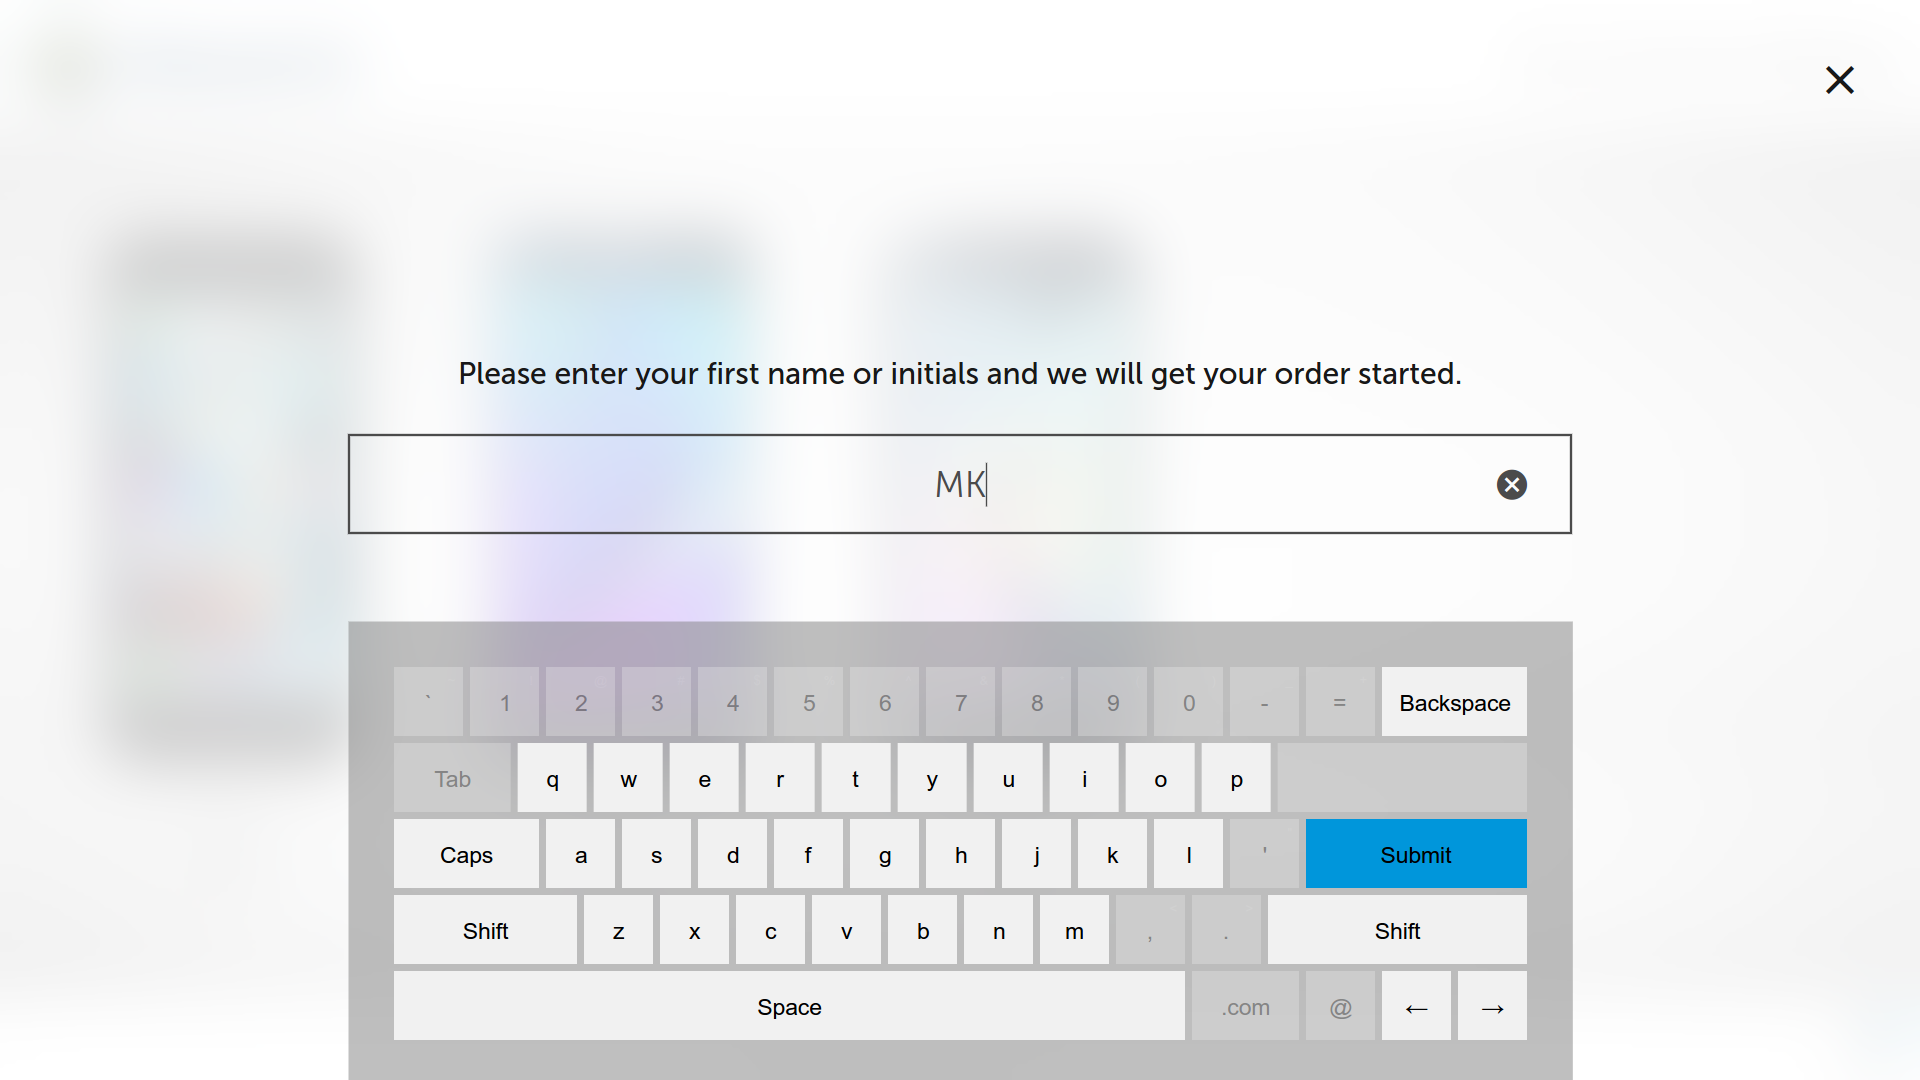 Please enter your first name or initials and we will get your order started.
MK
` 1 2 3 4 5 6 7 8 9 0 - = Backspace
Tab q w e r t y u i o p
Caps a s d f g h j k l ' Submit
Shift z x c v b n m , . Shift
Space .com @ ← →